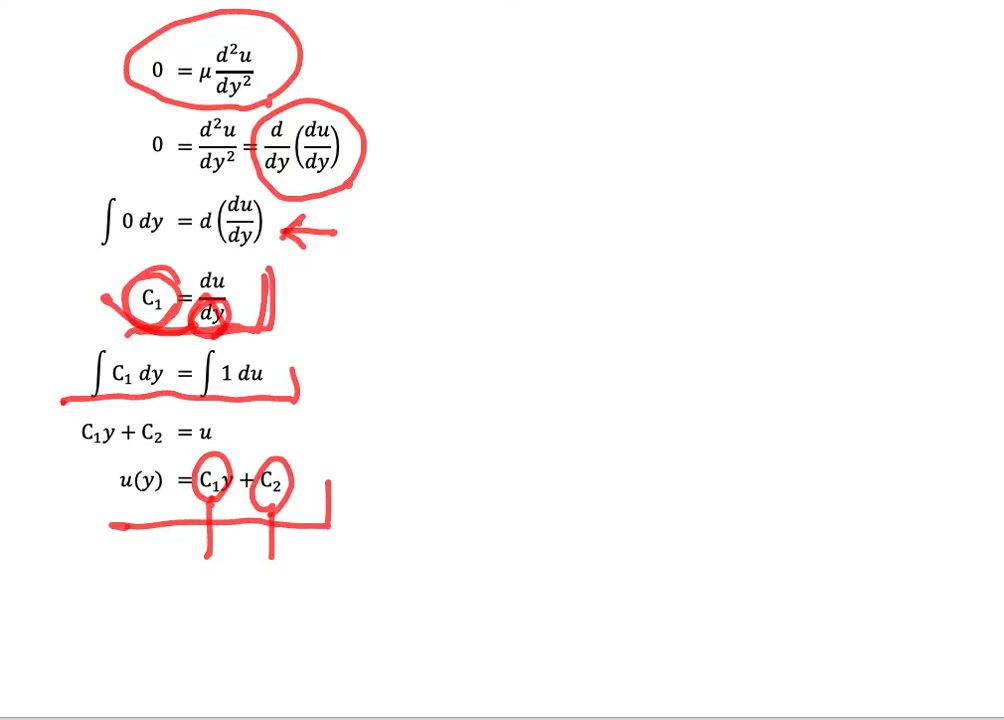 0 = μ d²u/dy²
0 = d²u/dy² = d/dy (du/dy)
∫ 0 dy = d (du/dy)
C₁ = du/dy
∫ C₁ dy = ∫ 1 du
C₁y + C₂ = u
u(y) = C₁y + C₂